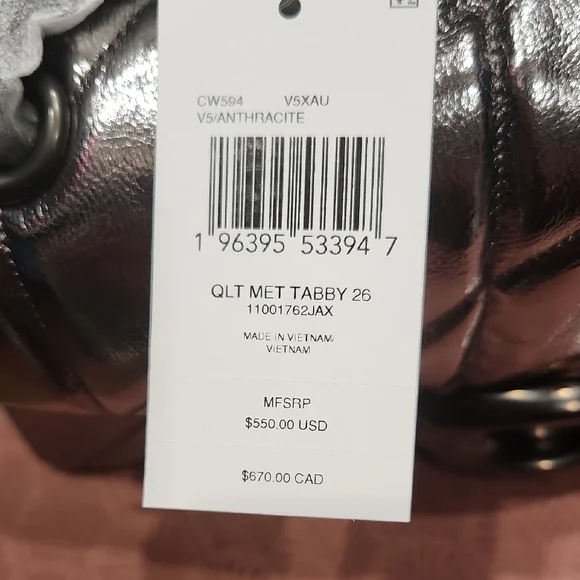 CW594 V5XAU
V5/ANTHRACITE
1 96395 53394 7
QLT MET TABBY 26
11001762JAX
MADE IN VIETNAM/
VIETNAM
MFSRP
$550.00 USD
$670.00 CAD